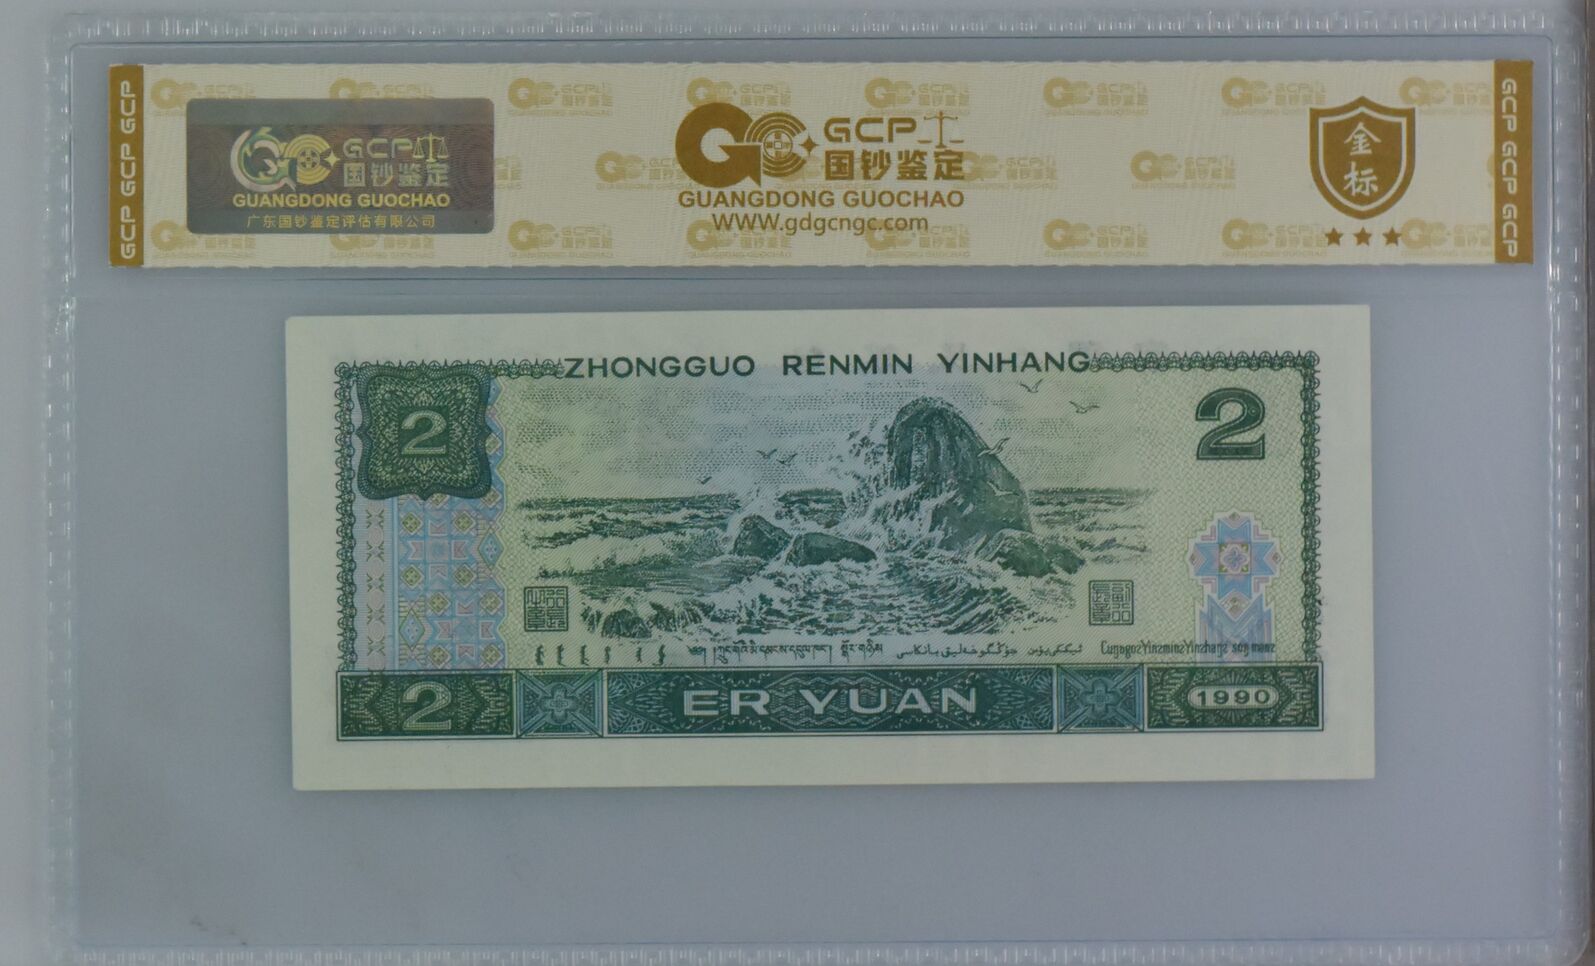 GCP GCP GCP
GCP
国钞鉴定
GUANGDONG GUOCHAO
广东国钞鉴定评估有限公司
GCP
国钞鉴定
GUANGDONG GUOCHAO
WWW.gdgcngc.com
金
标
GCP GCP GCP
ZHONGGUO RENMIN YINHANG
2
2
2
ER YUAN
1990